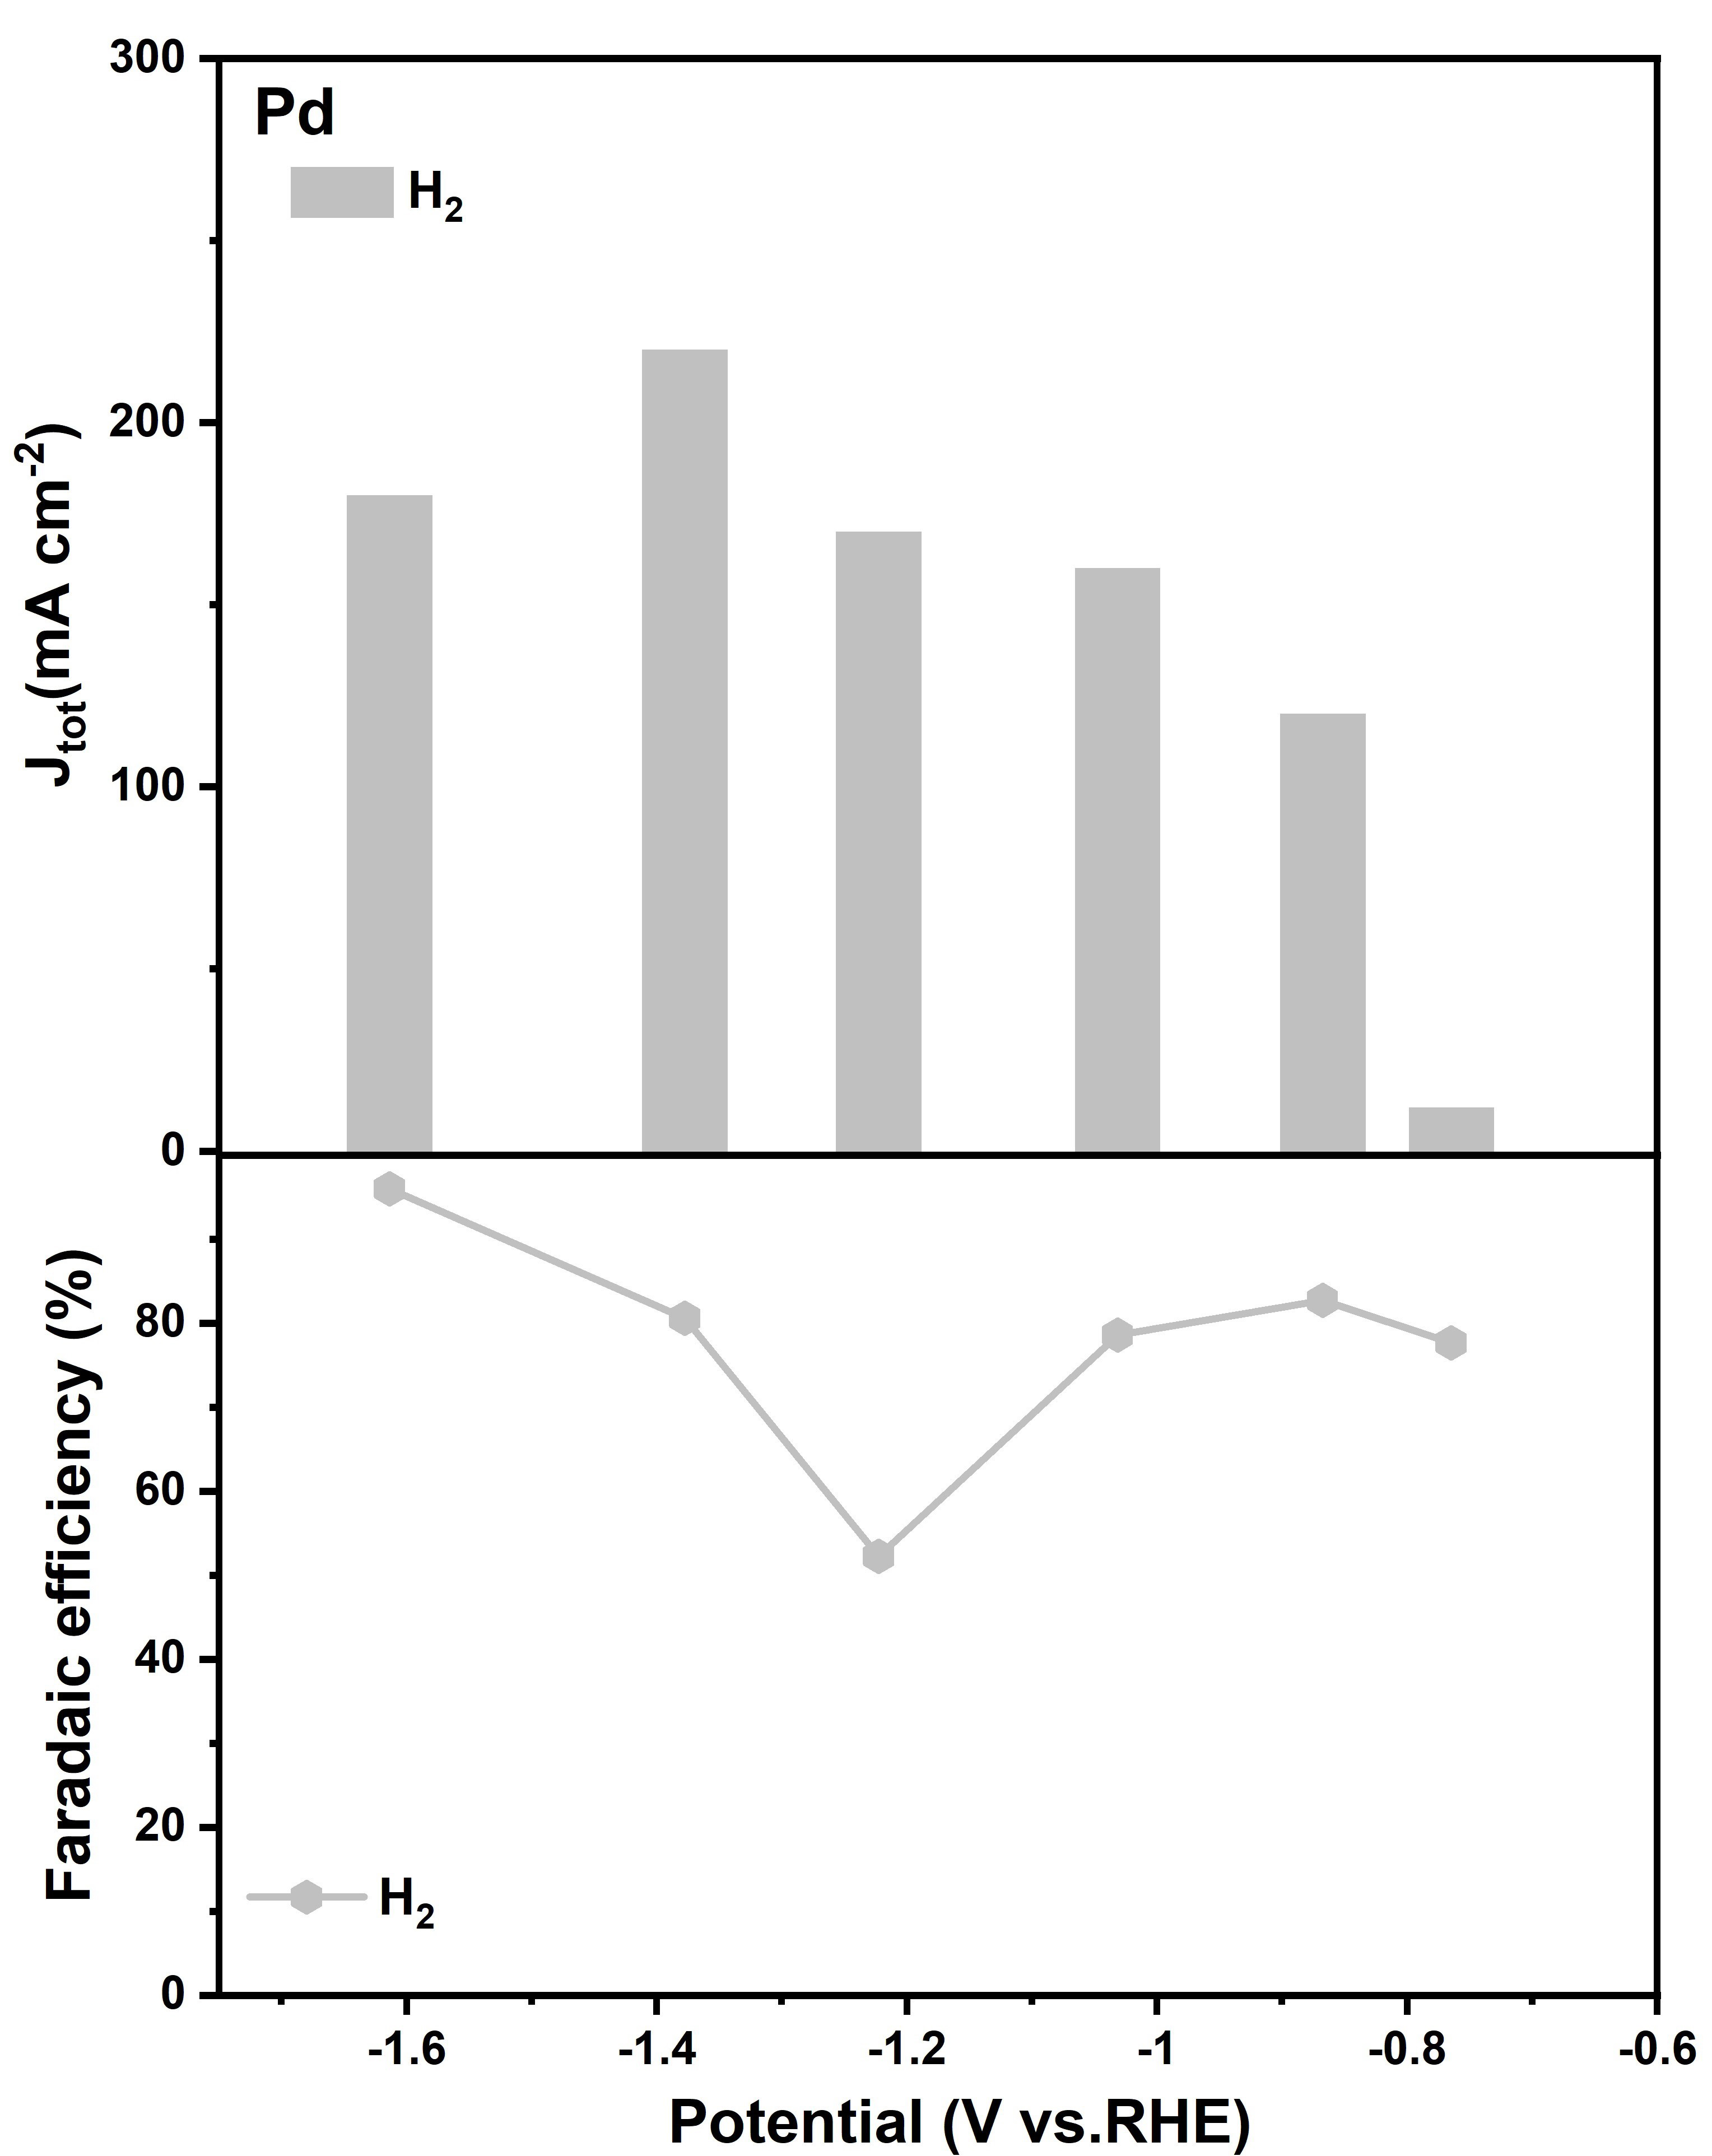 300
Pd
H₂
200
100
0
Jtot(mA cm⁻²)
80
60
40
20
0
Faradaic efficiency (%)
H₂
-1.6 -1.4 -1.2 -1 -0.8 -0.6
Potential (V vs.RHE)